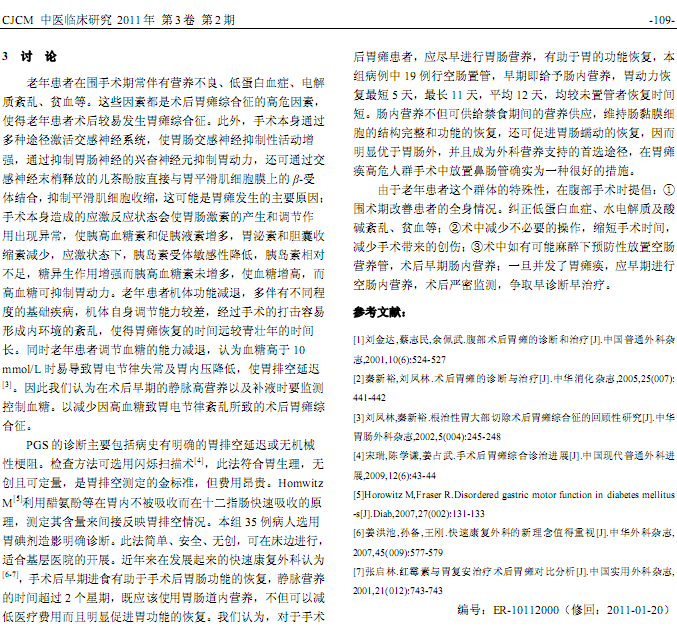 CJCM 中医临床研究 2011年 第3卷 第2期
-109-
3 讨 论
老年患者在围手术期常伴有营养不良、低蛋白血症、电解
质紊乱、贫血等。这些因素都是术后胃瘫综合征的高危因素，
使得老年患者术后较易发生胃瘫综合征。此外，手术本身通过
多种途径激活交感神经系统，使胃肠交感神经抑制性活动增
强，通过抑制胃肠神经的兴奋神经元抑制胃动力，还可通过交
感神经末梢释放的儿茶酚胺直接与胃平滑肌细胞膜上的β-受
体结合，抑制平滑肌细胞收缩，这可能是胃瘫发生的主要原因；
手术本身造成的应激反应状态会使胃肠激素的产生和调节作
用出现异常，使胰高血糖素和促胰液素增多，胃泌素和胆囊收
缩素减少，应激状态下，胰岛素受体敏感性降低，胰岛素相对
不足，糖异生作用增强而胰高血糖素未增多，使血糖增高，而
高血糖可抑制胃动力。老年患者机体功能减退，多伴有不同程
度的基础疾病，机体自身调节能力较差，经过手术的打击容易
形成内环境的紊乱，使得胃瘫恢复的时间远较青壮年的时间
长。同时老年患者调节血糖的能力减退，认为血糖高于 10
mmol/L 时易导致胃电节律失常及胃内压降低，使胃排空延迟
[3]。因此我们认为在术后早期的静脉高营养以及补液时要监测
控制血糖。以减少因高血糖致胃电节律紊乱所致的术后胃瘫综
合征。
PGS 的诊断主要包括病史有明确的胃排空延迟或无机械
性梗阻。检查方法可选用闪烁扫描术[4]，此法符合胃生理，无
创且可定量，是胃排空测定的金标准，但费用昂贵。Homwitz
M[5]利用醋氨酚等在胃内不被吸收而在十二指肠快速吸收的原
理，测定其含量来间接反映胃排空情况。本组 35 例病人选用
胃碘剂造影明确诊断。此法简单、安全、无创，可在床边进行，
适合基层医院的开展。近年来在发展起来的快速康复外科认为
[6-7]，手术后早期进食有助于手术后胃肠功能的恢复，静脉营养
的时间超过 2 个星期，既应该使用胃肠道内营养，不但可以减
低医疗费用而且明显促进胃功能的恢复。我们认为，对于手术
后胃瘫患者，应尽早进行胃肠营养，有助于胃的功能恢复，本
组病例中 19 例行空肠置管，早期即给予肠内营养，胃动力恢
复最短 5 天，最长 11 天，平均 12 天，均较未置管者恢复时间
短。肠内营养不但可供给禁食期间的营养供应，维持肠黏膜细
胞的结构完整和功能的恢复，还可促进胃肠蠕动的恢复，因而
明显优于胃肠外，并且成为外科营养支持的首选途径，在胃瘫
痪高危人群手术中放置鼻肠管确实为一种很好的措施。
由于老年患者这个群体的特殊性，在腹部手术时提倡：①
围术期改善患者的全身情况。纠正低蛋白血症、水电解质及酸
碱紊乱、贫血等；②术中减少不必要的操作，缩短手术时间，
减少手术带来的创伤；③术中如有可能麻醉下预防性放置空肠
营养管，术后早期肠内营养；一旦并发了胃瘫痪，应早期进行
空肠内营养，术后严密监测，争取早诊断早治疗。
参考文献：
[1]刘金达,蔡志民,余佩武.腹部术后胃瘫的诊断和治疗[J].中国普通外科杂
志,2001,10(6):524-527
[2]秦新裕,刘凤林.术后胃瘫的诊断与治疗[J].中华消化杂志,2005,25(007):
441-442
[3]刘凤林,秦新裕.根治性胃大部切除术后胃瘫综合征的回顾性研究[J].中华
胃肠外科杂志,2002,5(004):245-248
[4]宋瑞,陈学谦,姜占武.手术后胃瘫综合诊治进展[J].中国现代普通外科进
展,2009,12(6):43-44
[5]Horowitz M,Fraser R.Disordered gastric motor function in diabetes mellitus
-s[J].Diab,2007,27(002):131-133
[6]姜洪池,孙备,王刚.快速康复外科的新理念值得重视[J].中华外科杂志,
2007,45(009):577-579
[7]张启林.红霉素与胃复安治疗术后胃瘫对比分析[J].中国实用外科杂志,
2001,21(012):743-743
编号：ER-10112000（修回：2011-01-20）